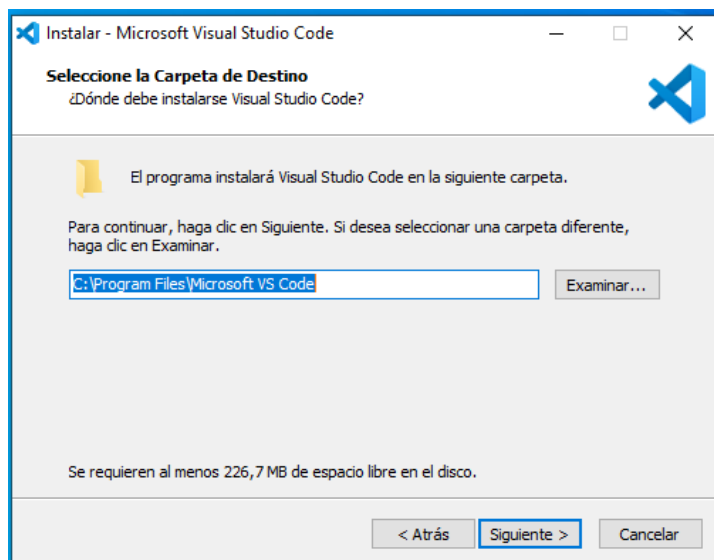 Instalar - Microsoft Visual Studio Code
Seleccione la Carpeta de Destino
¿Dónde debe instalarse Visual Studio Code?
El programa instalará Visual Studio Code en la siguiente carpeta.
Para continuar, haga clic en Siguiente. Si desea seleccionar una carpeta diferente,
haga clic en Examinar.
C:\Program Files\Microsoft VS Code
Examinar...
Se requieren al menos 226,7 MB de espacio libre en el disco.
< Atrás
Siguiente >
Cancelar